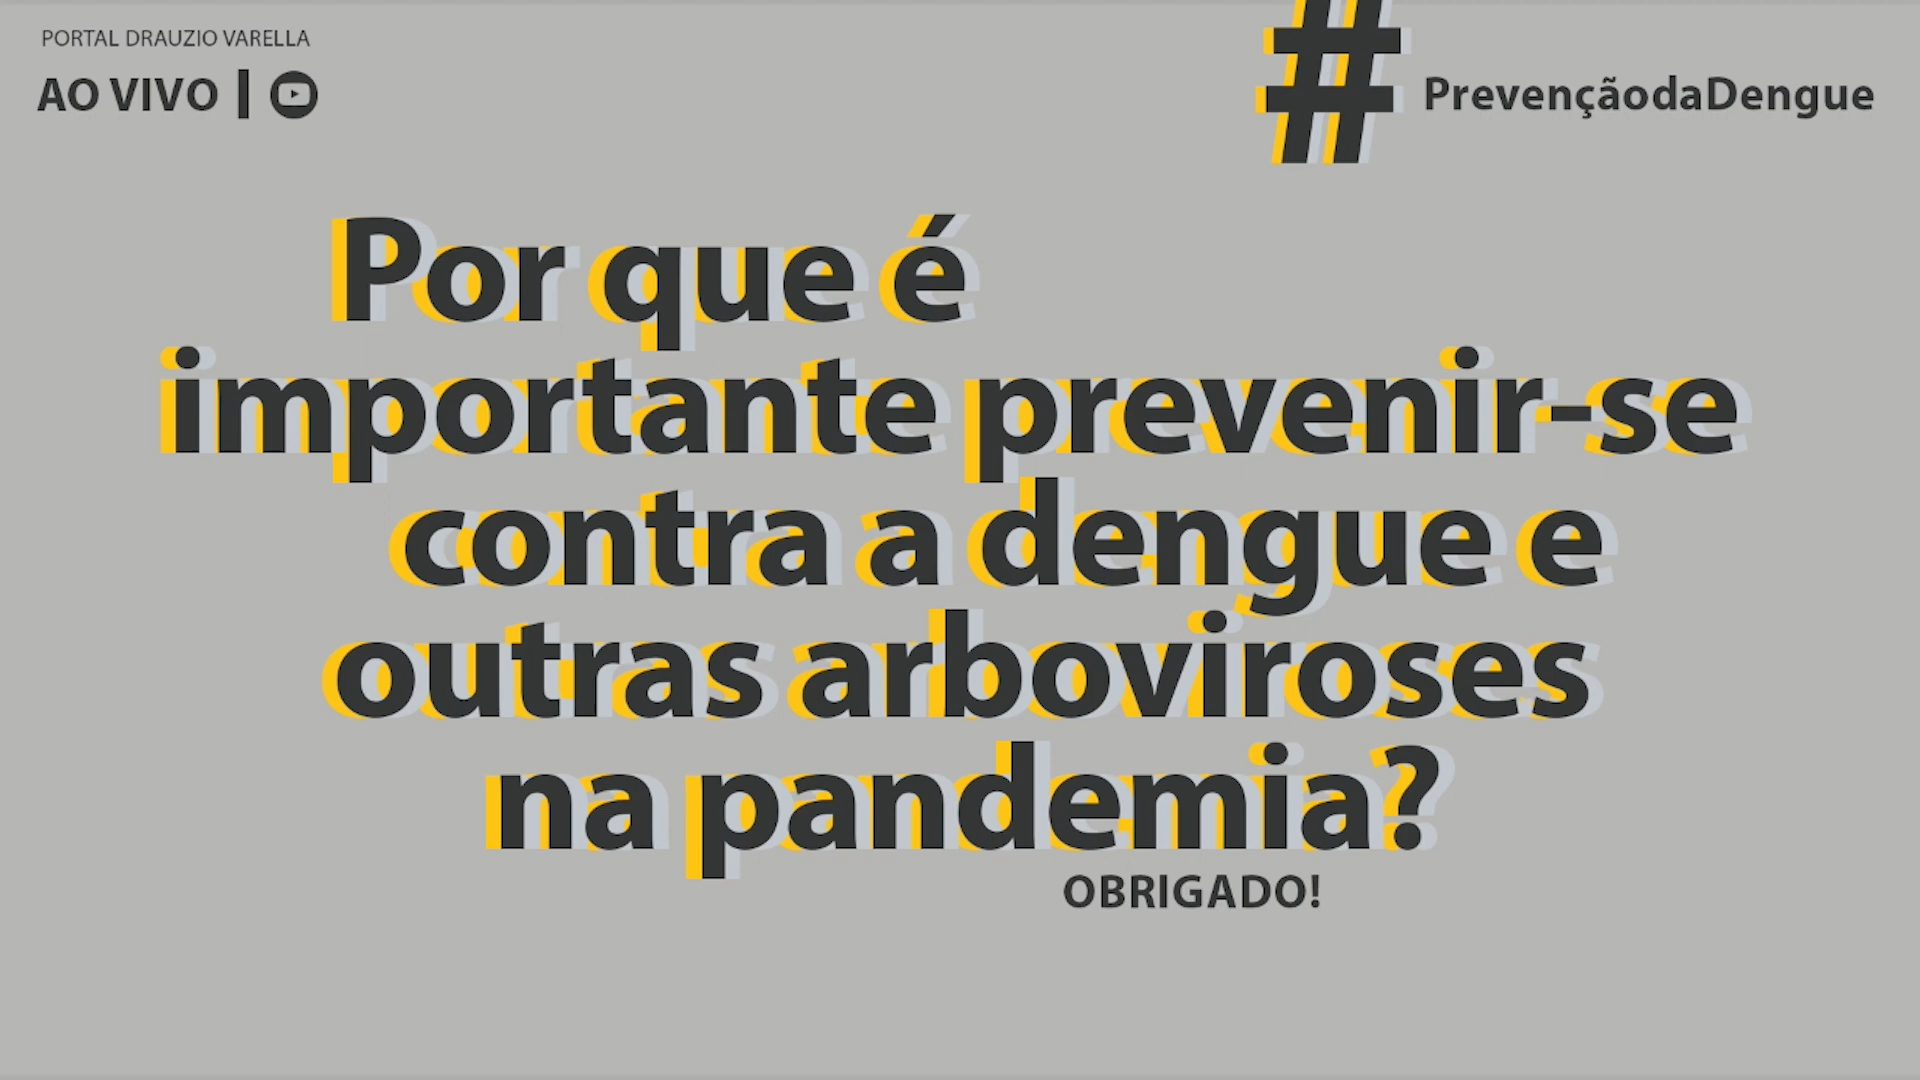 PORTAL DRAUZIO VARELLA
AO VIVO |
#PrevençãodaDengue
Por que é
importante prevenir-se
contra a dengue e
outras arboviroses
na pandemia?
OBRIGADO!